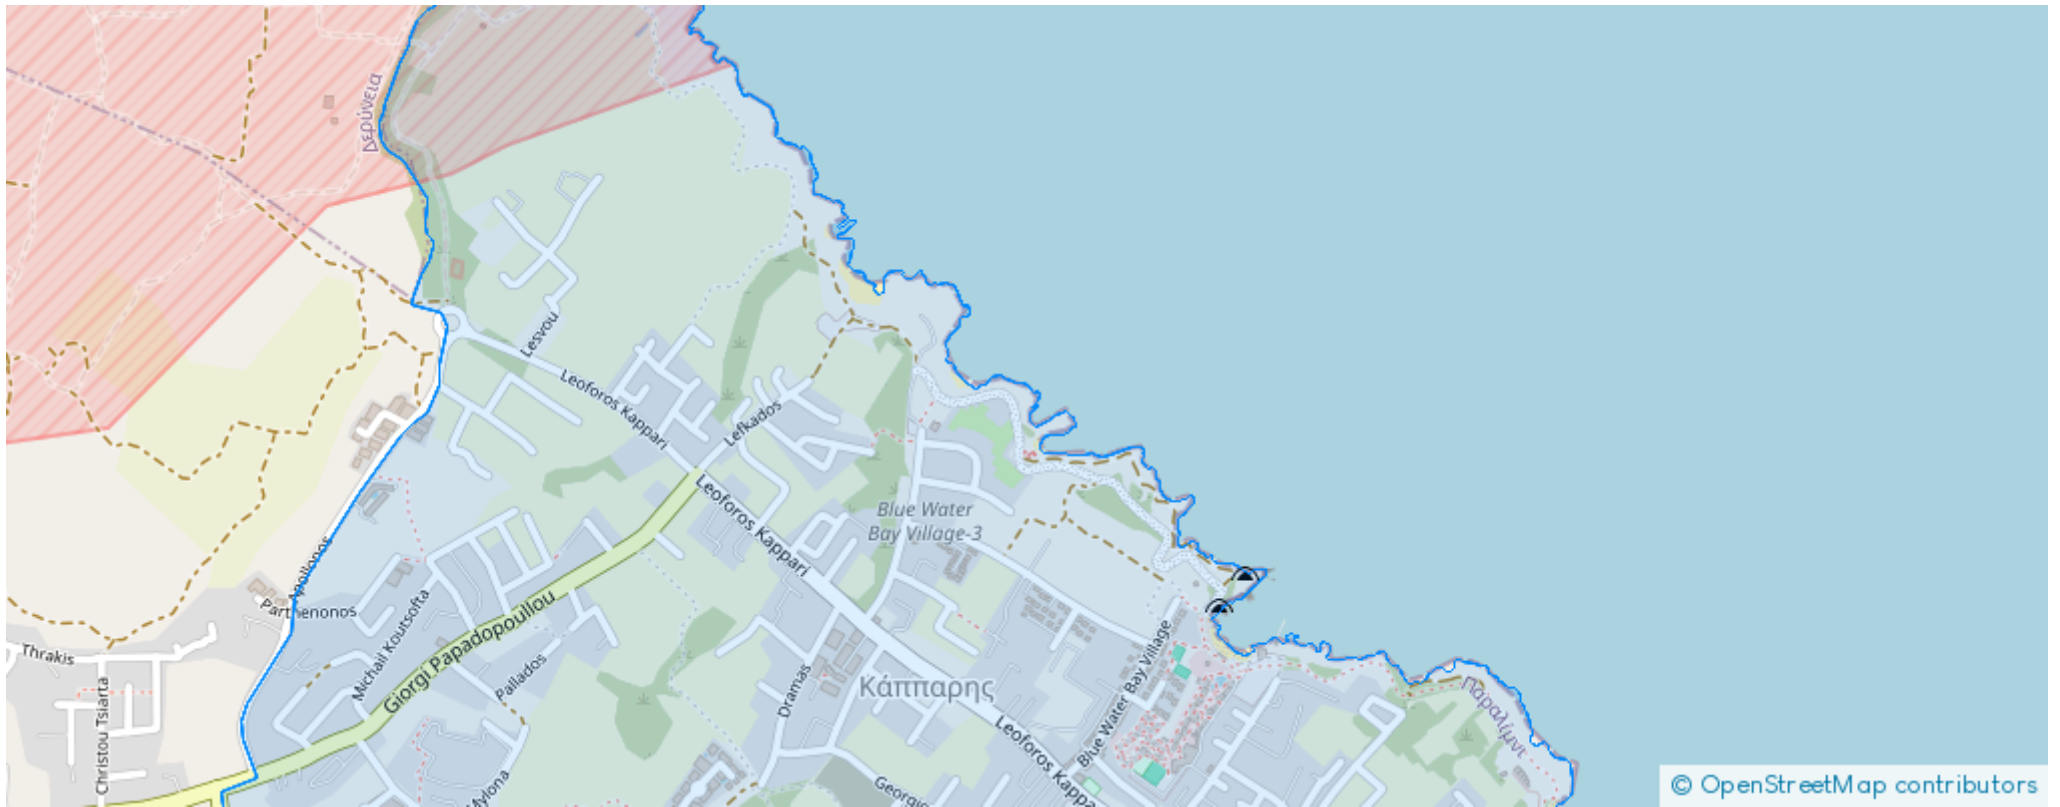 Δερύνεια
Lesvou
Leoforos Kappari
Lefkados
Leoforos Kappari
Blue Water
Bay Village-3
Apollonos
Parthenonos
Michail Koutsofta
Giorgi Papadopoullou
Thrakis
Pallados
Christou Tsiarta
Dramas
Κάππαρης
Blue Water Bay Village
Παραλίμνι
Leoforos Kappa
Mylona
Georgio
© OpenStreetMap contributors